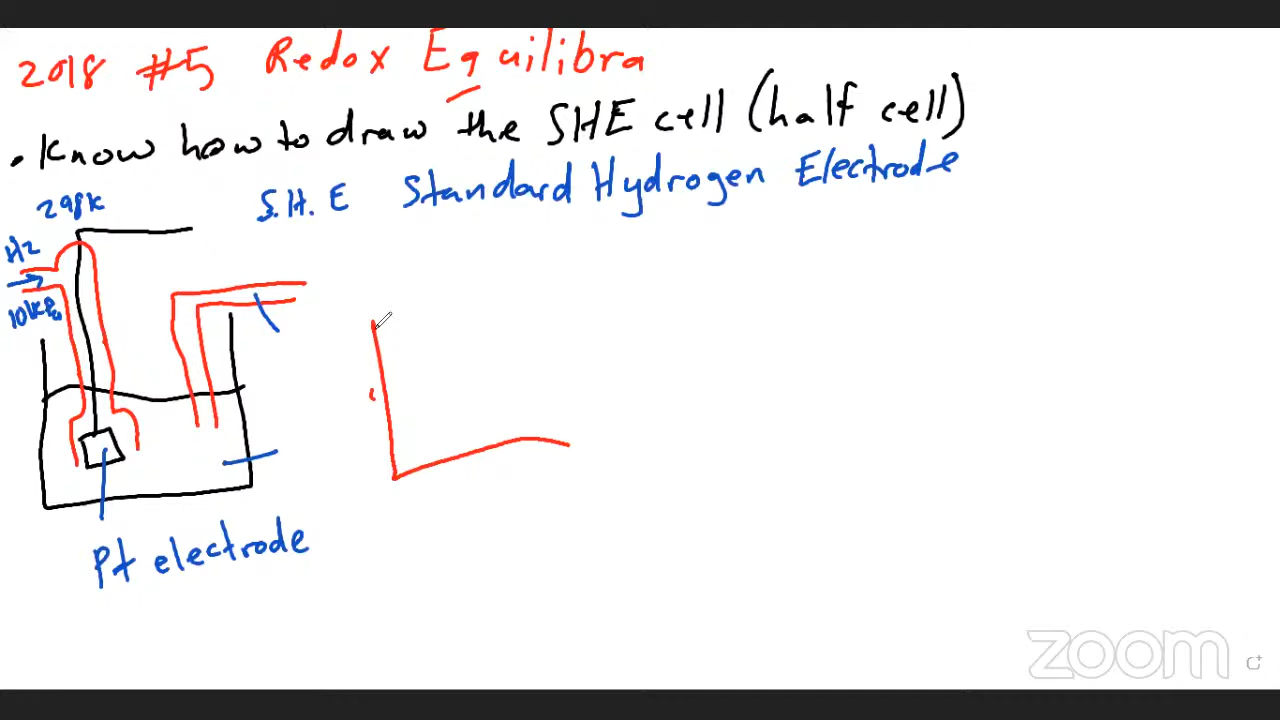 2018 #5 Redox Equilibra
• Know how to draw the SHE cell (half cell)
S.H.E Standard Hydrogen Electrode
298K
H2
101KPa
Pt electrode
zoom